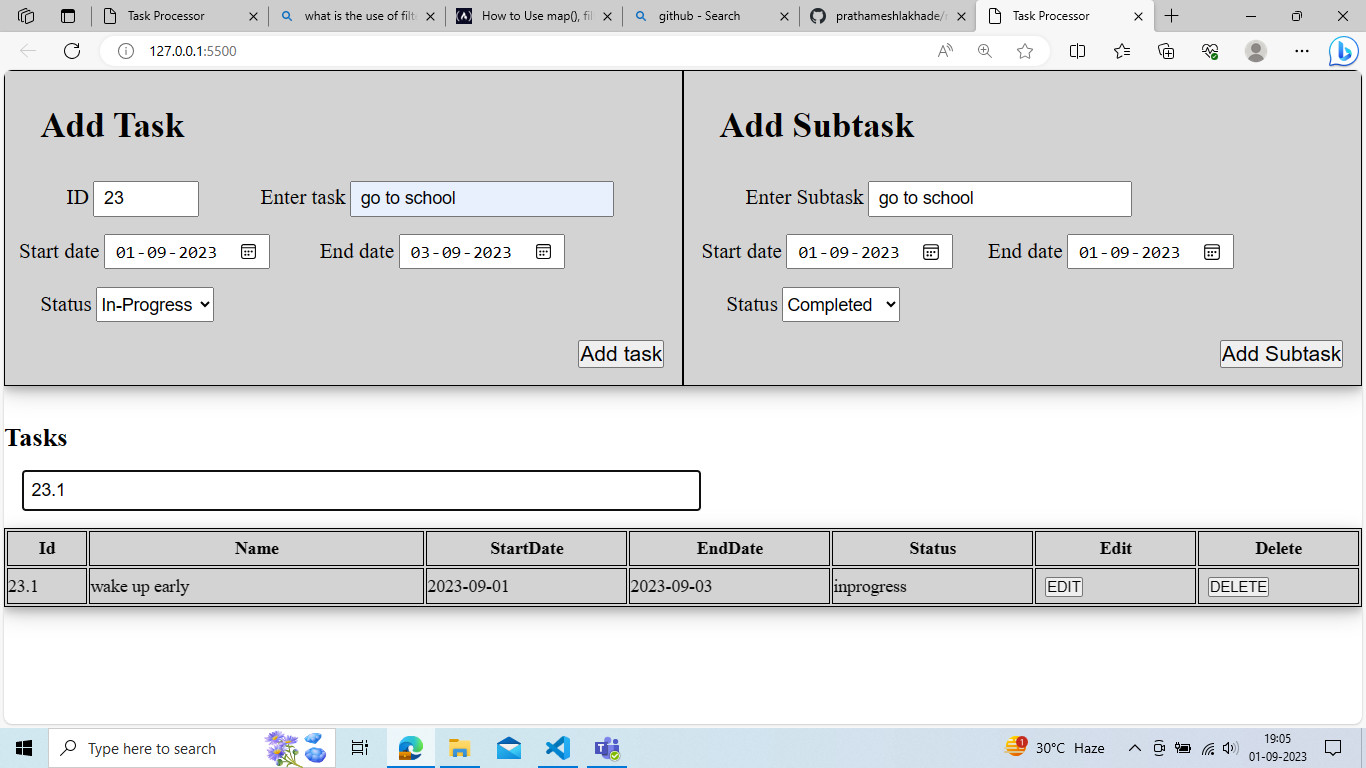 Task Processor
what is the use of filt
How to Use map(), fil
github - Search
prathameshlakhade/
Task Processor
127.0.0.1:5500
Add Task
ID 23 Enter task go to school
Start date 01-09-2023 End date 03-09-2023
Status In-Progress
Add task
Add Subtask
Enter Subtask go to school
Start date 01-09-2023 End date 01-09-2023
Status Completed
Add Subtask
Tasks
23.1
Id Name StartDate EndDate Status Edit Delete
23.1 wake up early 2023-09-01 2023-09-03 inprogress EDIT DELETE
Type here to search
1
30°C Haze
19:05
01-09-2023